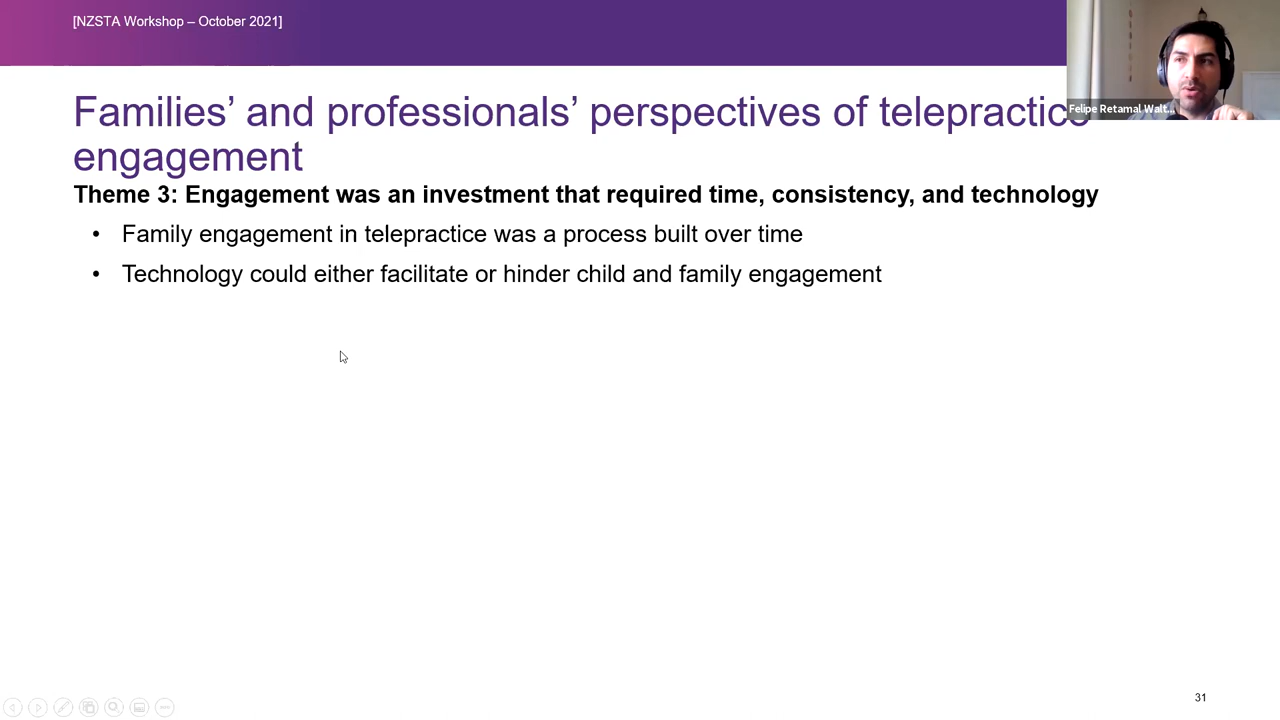 [NZSTA Workshop – October 2021]
Felipe Retamal Walt...
Families’ and professionals’ perspectives of telepractice
engagement
Theme 3: Engagement was an investment that required time, consistency, and technology
• Family engagement in telepractice was a process built over time
• Technology could either facilitate or hinder child and family engagement
31